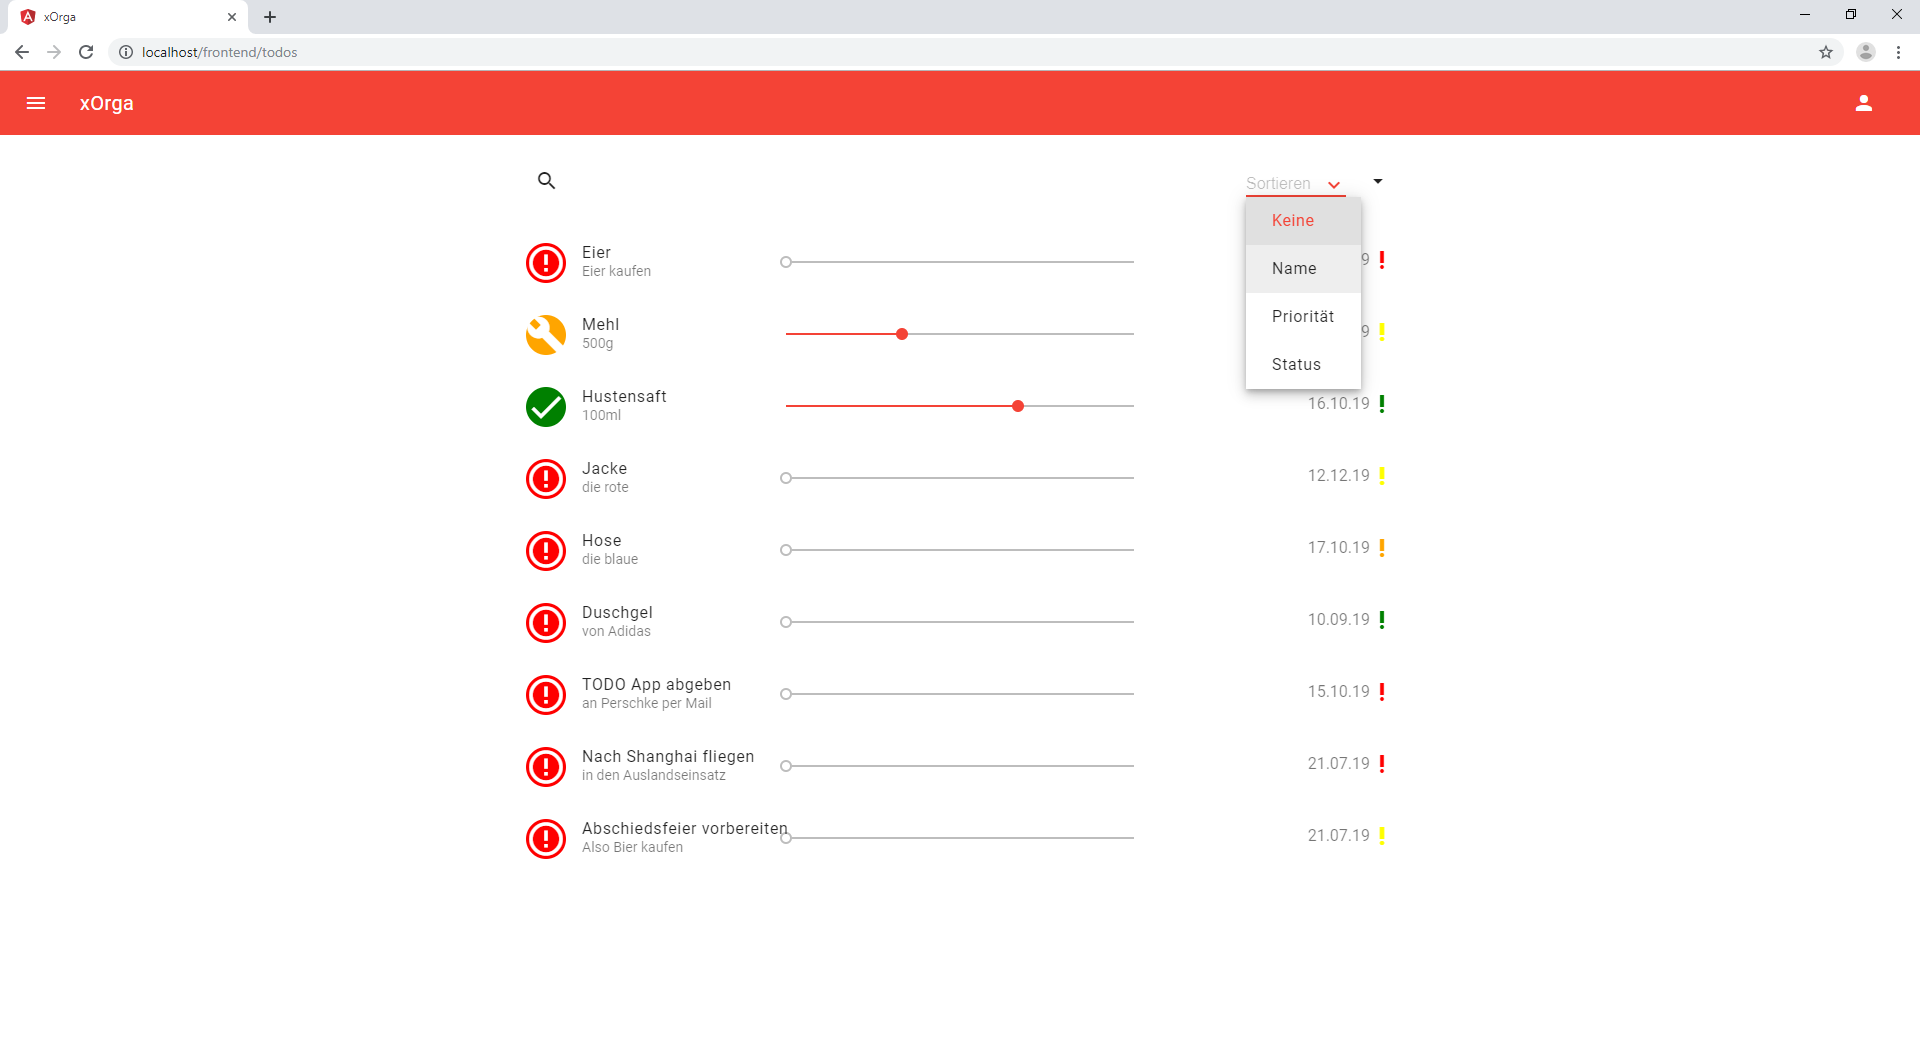 xOrga
localhost/frontend/todos
xOrga
Sortieren
Keine
Name
Priorität
Status
Eier
Eier kaufen
9
Mehl
500g
9
Hustensaft
100ml
16.10.19
Jacke
die rote
12.12.19
Hose
die blaue
17.10.19
Duschgel
von Adidas
10.09.19
TODO App abgeben
an Perschke per Mail
15.10.19
Nach Shanghai fliegen
in den Auslandseinsatz
21.07.19
Abschiedsfeier vorbereiten
Also Bier kaufen
21.07.19